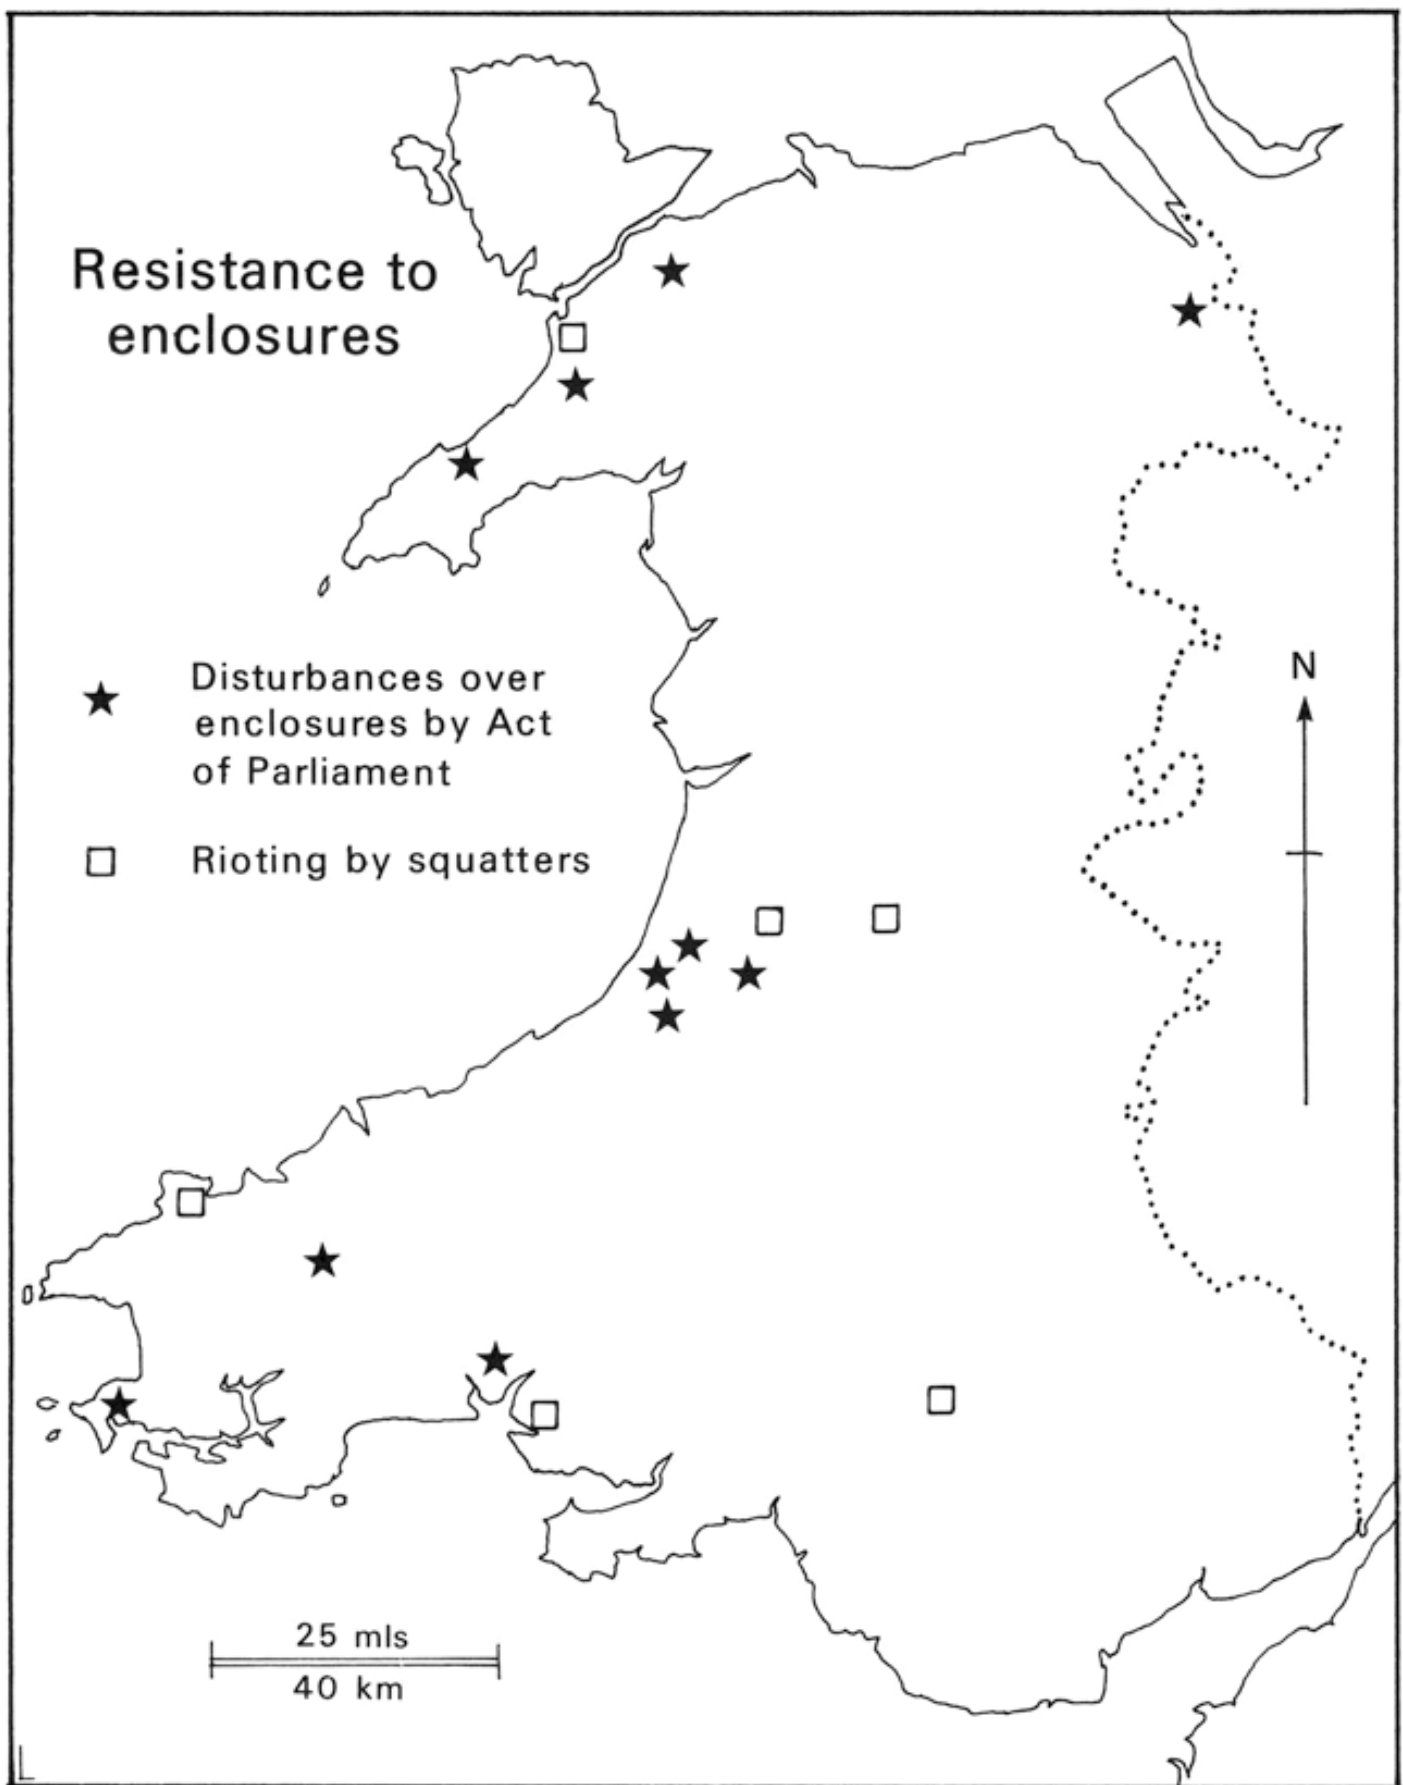 Resistance to
enclosures
Disturbances over
enclosures by Act
of Parliament
Rioting by squatters
N
25 mls
40 km